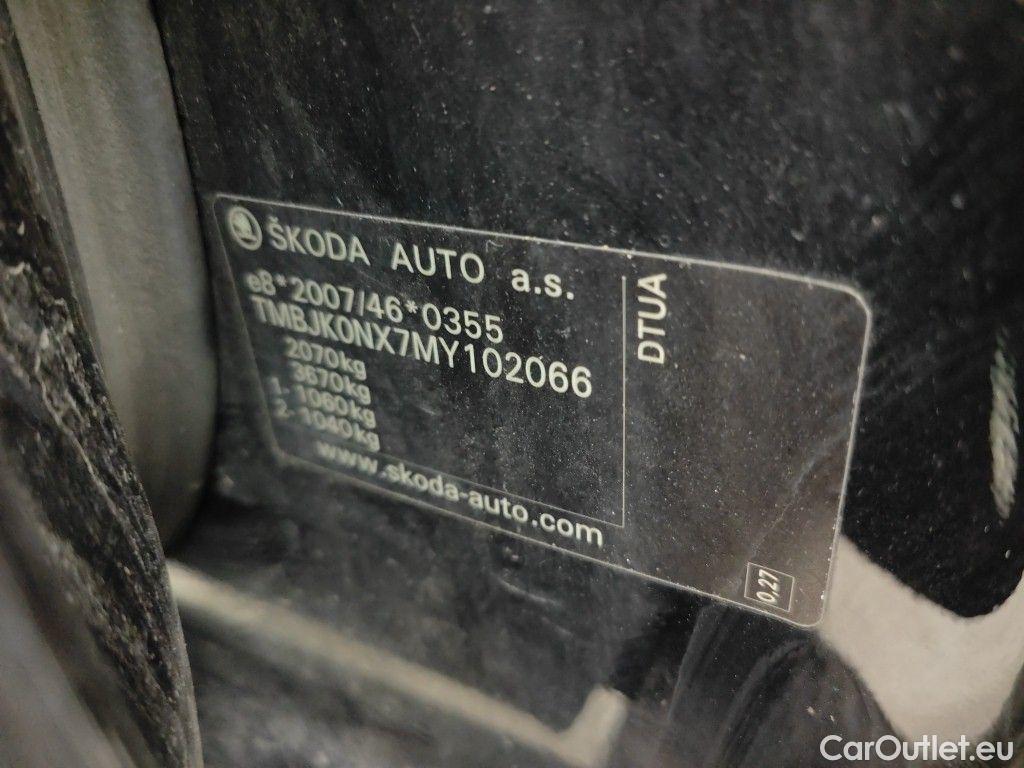 ŠKODA AUTO a.s.
e8*2007/46*0355
TMBJK0NX7MY102066
2070kg
3670kg
1- 1060kg
2- 1040kg
www.skoda-auto.com
DTUA
0.27
CarOutlet.eu